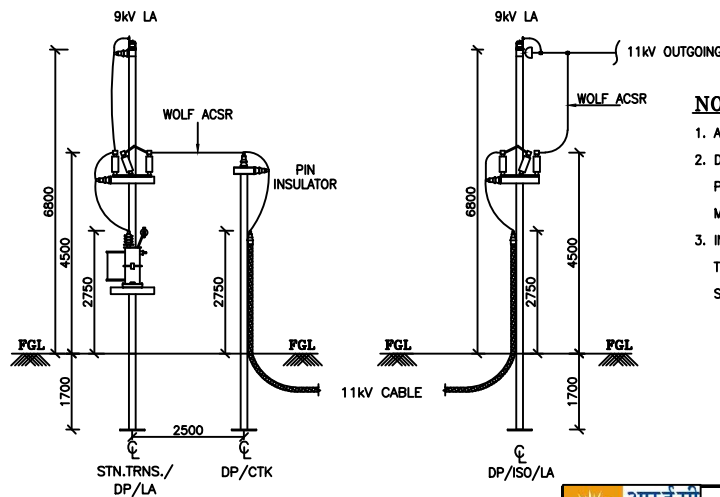 9kV LA
9kV LA
11kV OUTGOING
WOLF ACSR
WOLF ACSR
PIN
INSULATOR
6800
4500
2750
2750
6800
2750
4500
NO
1. A
2. D
P
M
3. IN
T
S
FGL
FGL
FGL
FGL
1700
1700
11kV CABLE
2500
C
L
C
L
C
L
STN.TRNS./
DP/LA
DP/CTK
DP/ISO/LA